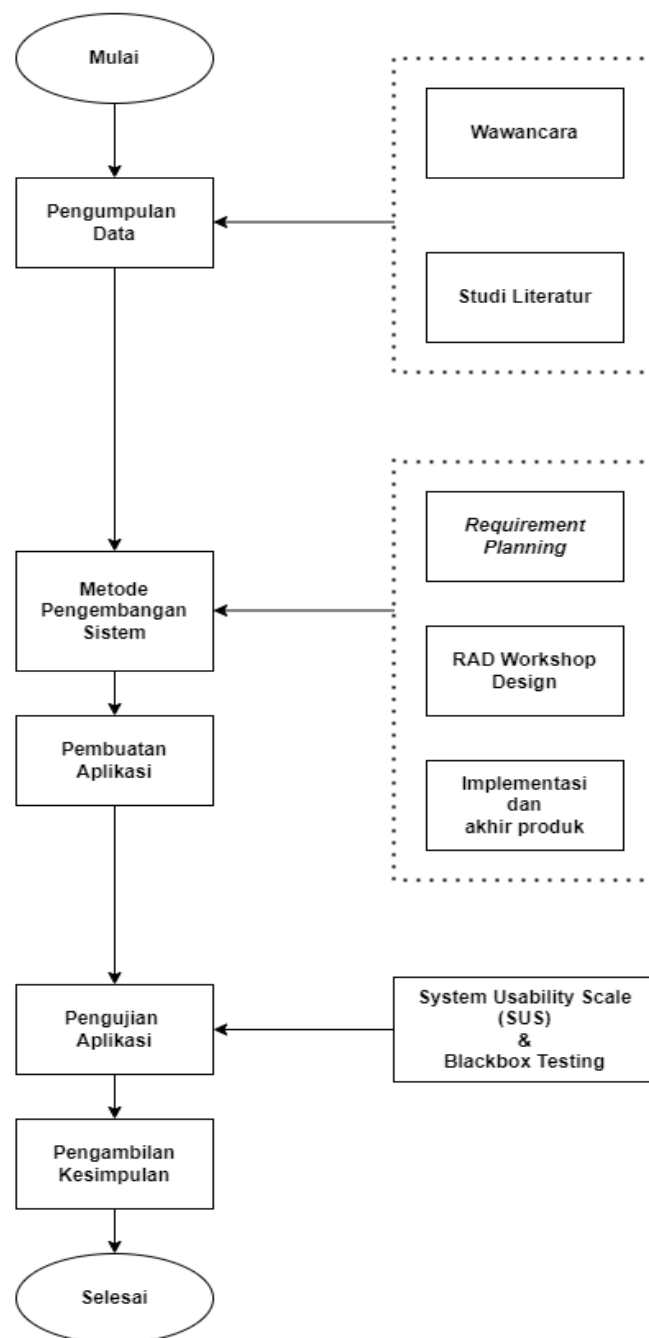 Mulai
Wawancara
Pengumpulan
Data
Studi Literatur
Requirement
Planning
Metode
Pengembangan
Sistem
RAD Workshop
Design
Pembuatan
Aplikasi
Implementasi
dan
akhir produk
Pengujian
Aplikasi
System Usability Scale
(SUS)
&
Blackbox Testing
Pengambilan
Kesimpulan
Selesai